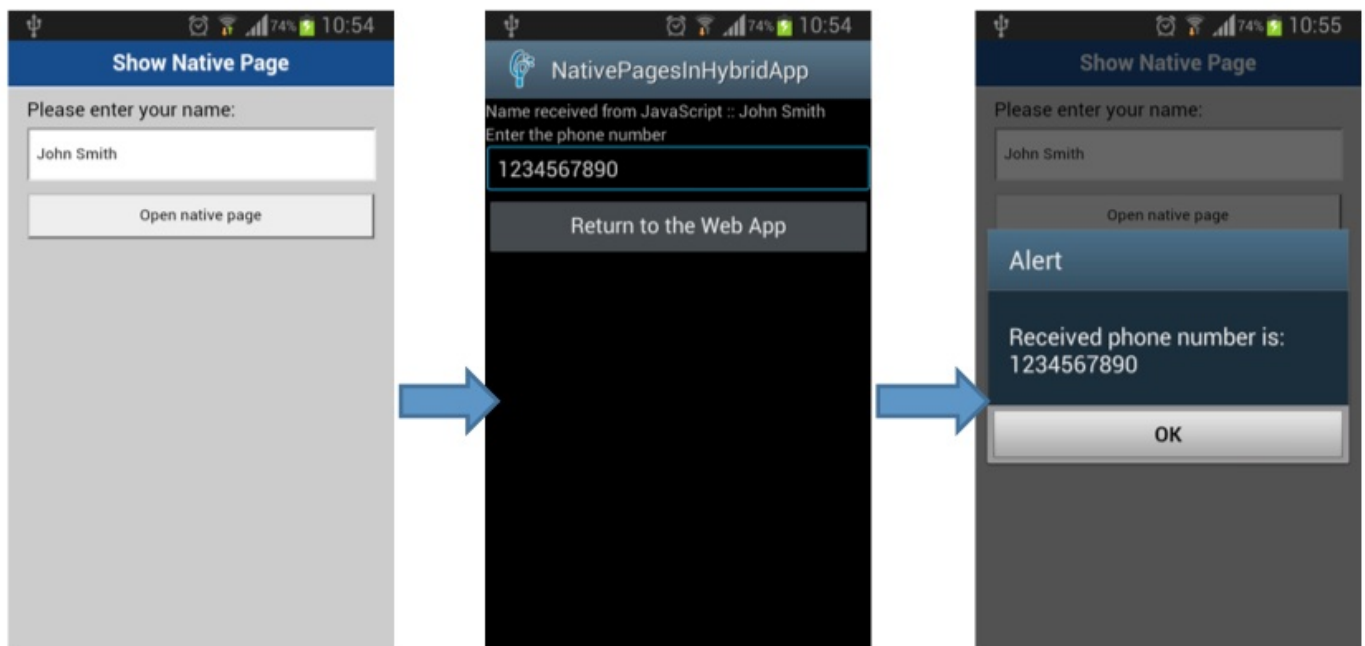 74% 10:54
Show Native Page
Please enter your name:
John Smith
Open native page
74% 10:54
NativePagesInHybridApp
Name received from JavaScript :: John Smith
Enter the phone number
1234567890
Return to the Web App
74% 10:55
Show Native Page
Please enter your name:
John Smith
Open native page
Alert
Received phone number is:
1234567890
OK